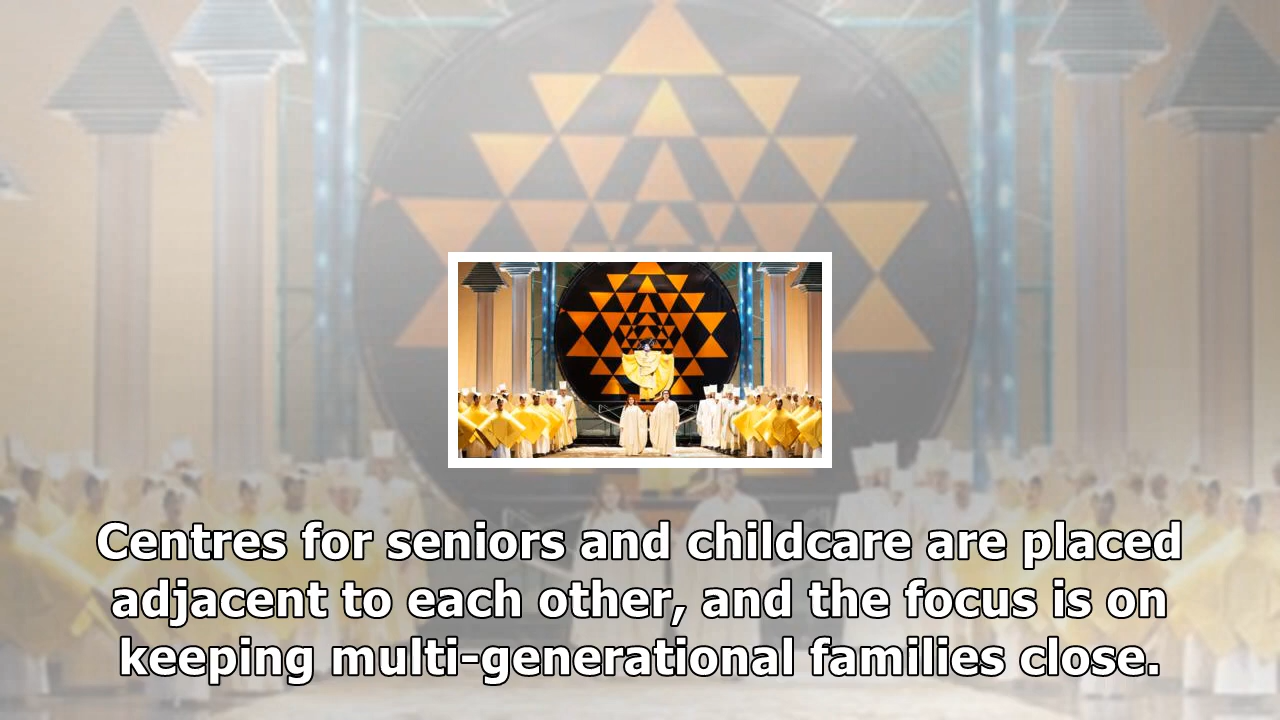 Centres for seniors and childcare are placed
adjacent to each other, and the focus is on
keeping multi-generational families close.